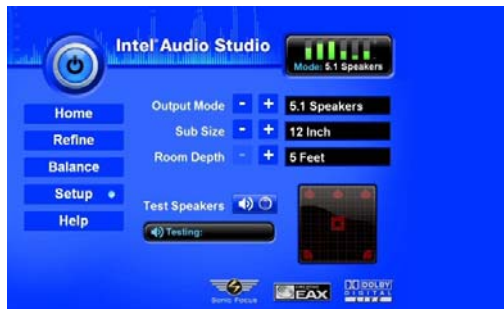 Intel® Audio Studio
Mode: 5.1 Speakers
Home
Refine
Balance
Setup
Help
Output Mode - + 5.1 Speakers
Sub Size - + 12 Inch
Room Depth - + 5 Feet
Test Speakers
Testing:
Sonic Focus
EAX
DOLBY
DIGITAL
LIVE